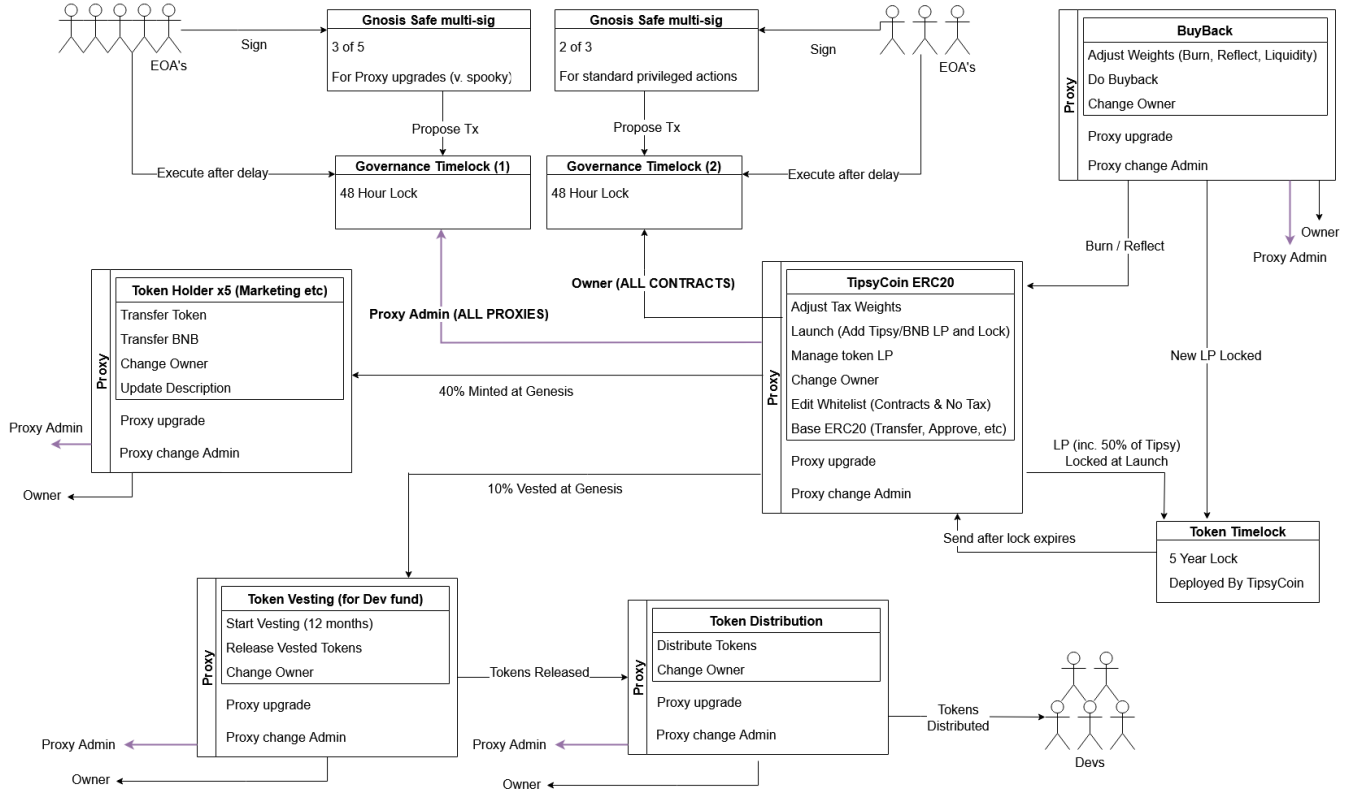 Gnosis Safe multi-sig
3 of 5
For Proxy upgrades (v. spooky)
Gnosis Safe multi-sig
2 of 3
For standard privileged actions
Sign
EOA's
Sign
EOA's
Propose Tx
Propose Tx
Execute after delay
Governance Timelock (1)
48 Hour Lock
Governance Timelock (2)
48 Hour Lock
Execute after delay
Proxy
BuyBack
Adjust Weights (Burn, Reflect, Liquidity)
Do Buyback
Change Owner
Proxy upgrade
Proxy change Admin
Owner
Proxy Admin
Burn / Reflect
New LP Locked
Proxy Admin (ALL PROXIES)
Owner (ALL CONTRACTS)
Proxy
TipsyCoin ERC20
Adjust Tax Weights
Launch (Add Tipsy/BNB LP and Lock)
Manage token LP
Change Owner
Edit Whitelist (Contracts & No Tax)
Base ERC20 (Transfer, Approve, etc)
Proxy upgrade
Proxy change Admin
Proxy
Token Holder x5 (Marketing etc)
Transfer Token
Transfer BNB
Change Owner
Update Description
Proxy upgrade
Proxy change Admin
Proxy Admin
Owner
40% Minted at Genesis
10% Vested at Genesis
LP (inc. 50% of Tipsy)
Locked at Launch
Send after lock expires
Token Timelock
5 Year Lock
Deployed By TipsyCoin
Proxy
Token Vesting (for Dev fund)
Start Vesting (12 months)
Release Vested Tokens
Change Owner
Proxy upgrade
Proxy change Admin
Proxy Admin
Owner
Tokens Released
Proxy
Token Distribution
Distribute Tokens
Change Owner
Proxy upgrade
Proxy change Admin
Proxy Admin
Owner
Tokens
Distributed
Devs